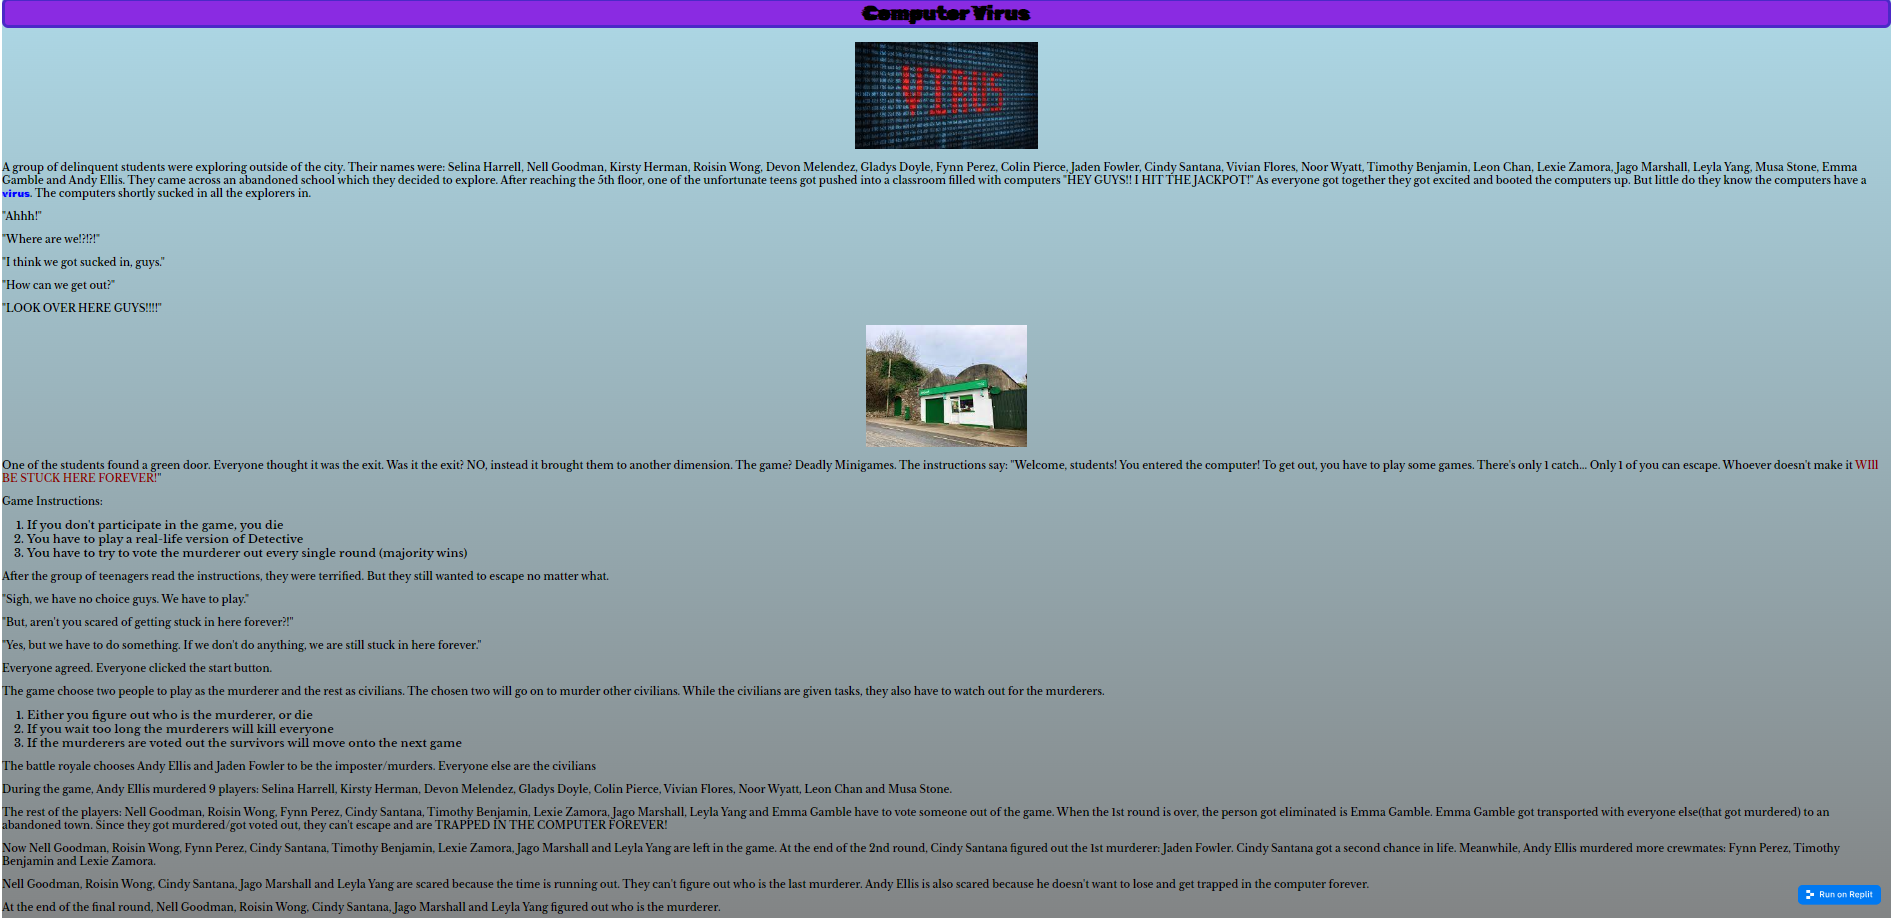 Computer Virus
VIRUS
A group of delinquent students were exploring outside of the city. Their names were: Selina Harrell, Nell Goodman, Kirsty Herman, Roisin Wong, Devon Melendez, Gladys Doyle, Fynn Perez, Colin Pierce, Jaden Fowler, Cindy Santana, Vivian Flores, Noor Wyatt, Timothy Benjamin, Leon Chan, Lexie Zamora, Jago Marshall, Leyla Yang, Musa Stone, Emma
Gamble and Andy Ellis. They came across an abandoned school which they decided to explore. After reaching the 5th floor, one of the unfortunate teens got pushed into a classroom filled with computers "HEY GUYS!! I HIT THE JACKPOT!" As everyone got together they got excited and booted the computers up. But little do they know the computers have a
virus. The computers shortly sucked in all the explorers in.
"Ahhh!"
"Where are we!?!?!"
"I think we got sucked in, guys."
"How can we get out?"
"LOOK OVER HERE GUYS!!!!"
One of the students found a green door. Everyone thought it was the exit. Was it the exit? NO, instead it brought them to another dimension. The game? Deadly Minigames. The instructions say: "Welcome, students! You entered the computer! To get out, you have to play some games. There's only 1 catch... Only 1 of you can escape. Whoever doesn't make it WIll
BE STUCK HERE FOREVER!"
Game Instructions:
1. If you don't participate in the game, you die
2. You have to play a real-life version of Detective
3. You have to try to vote the murderer out every single round (majority wins)
After the group of teenagers read the instructions, they were terrified. But they still wanted to escape no matter what.
"Sigh, we have no choice guys. We have to play."
"But, aren't you scared of getting stuck in here forever?!"
"Yes, but we have to do something. If we don't do anything, we are still stuck in here forever."
Everyone agreed. Everyone clicked the start button.
The game choose two people to play as the murderer and the rest as civilians. The chosen two will go on to murder other civilians. While the civilians are given tasks, they also have to watch out for the murderers.
1. Either you figure out who is the murderer, or die
2. If you wait too long the murderers will kill everyone
3. If the murderers are voted out the survivors will move onto the next game
The battle royale chooses Andy Ellis and Jaden Fowler to be the imposter/murders. Everyone else are the civilians
During the game, Andy Ellis murdered 9 players: Selina Harrell, Kirsty Herman, Devon Melendez, Gladys Doyle, Colin Pierce, Vivian Flores, Noor Wyatt, Leon Chan and Musa Stone.
The rest of the players: Nell Goodman, Roisin Wong, Fynn Perez, Cindy Santana, Timothy Benjamin, Lexie Zamora, Jago Marshall, Leyla Yang and Emma Gamble have to vote someone out of the game. When the 1st round is over, the person got eliminated is Emma Gamble. Emma Gamble got transported with everyone else(that got murdered) to an
abandoned town. Since they got murdered/got voted out, they can't escape and are TRAPPED IN THE COMPUTER FOREVER!
Now Nell Goodman, Roisin Wong, Fynn Perez, Cindy Santana, Timothy Benjamin, Lexie Zamora, Jago Marshall and Leyla Yang are left in the game. At the end of the 2nd round, Cindy Santana figured out the 1st murderer: Jaden Fowler. Cindy Santana got a second chance in life. Meanwhile, Andy Ellis murdered more crewmates: Fynn Perez, Timothy
Benjamin and Lexie Zamora.
Nell Goodman, Roisin Wong, Cindy Santana, Jago Marshall and Leyla Yang are scared because the time is running out. They can't figure out who is the last murderer. Andy Ellis is also scared because he doesn't want to lose and get trapped in the computer forever.
Run on Replit
At the end of the final round, Nell Goodman, Roisin Wong, Cindy Santana, Jago Marshall and Leyla Yang figured out who is the murderer.